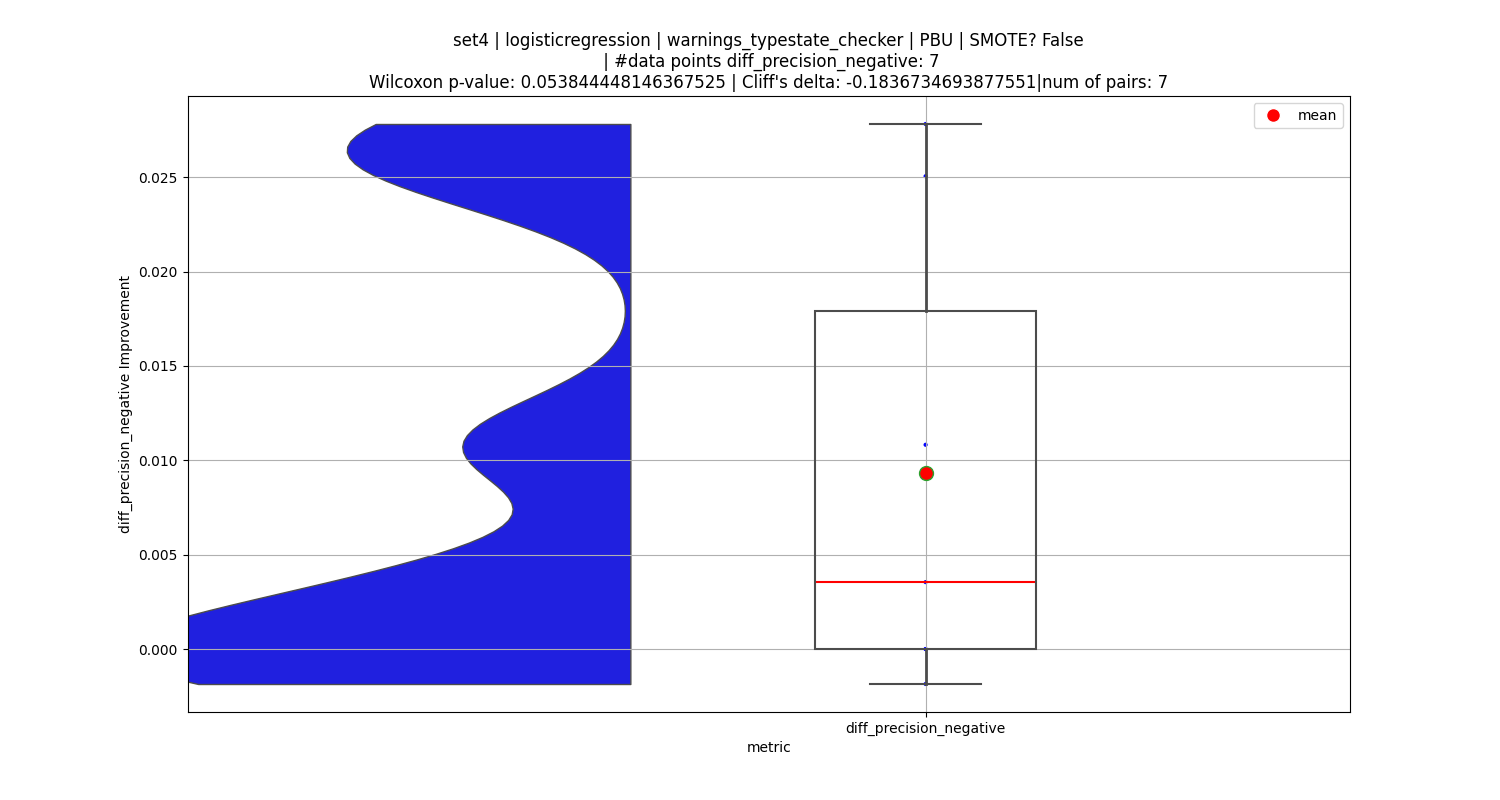 set4 | logisticregression | warnings_typestate_checker | PBU | SMOTE? False
| #data points diff_precision_negative: 7
Wilcoxon p-value: 0.053844448146367525 | Cliff's delta: -0.1836734693877551|num of pairs: 7
mean
0.025
0.020
0.015
0.010
0.005
0.000
diff_precision_negative Improvement
diff_precision_negative
metric